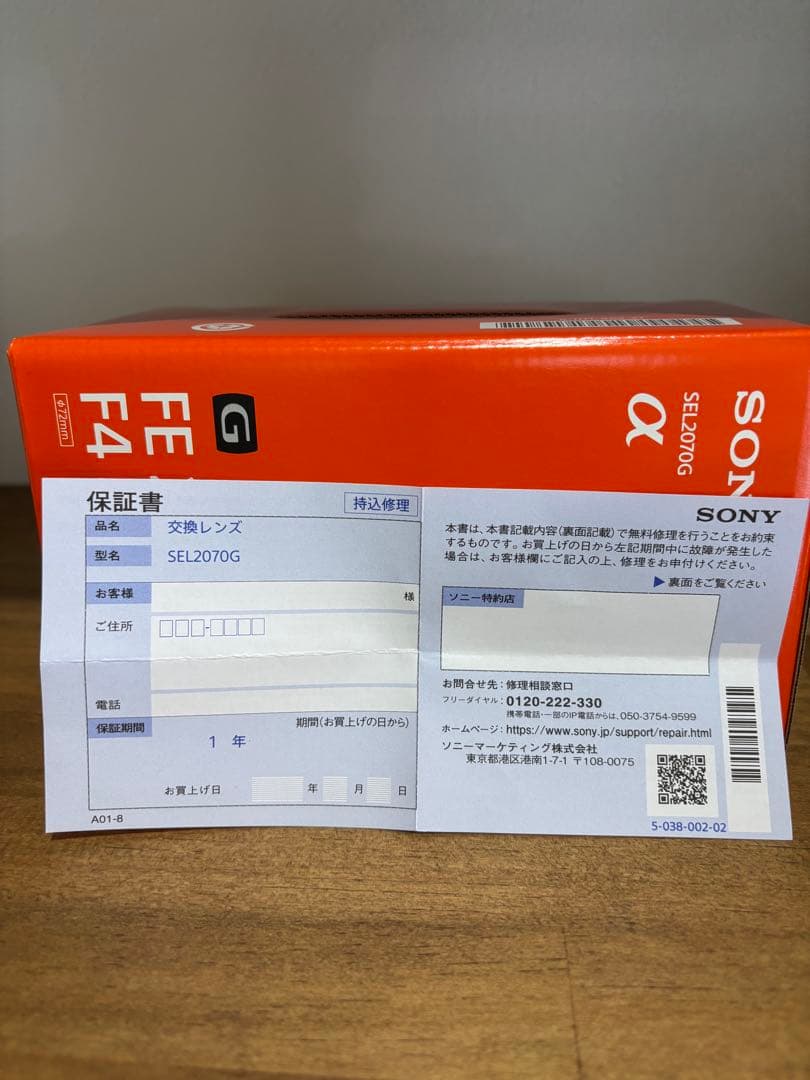 G
FE
F4
φ72mm
α
SEL2070G
SON
保証書
持込修理
品名
交換レンズ
型名
SEL2070G
お客様
様
ご住所
□□□-□□□□
電話
保証期間
期間(お買上げの日から)
1 年
お買上げ日 年 月 日
A01-8
SONY
本書は、本書記載内容(裏面記載)で無料修理を行うことをお約束
するものです。お買上げの日から左記期間中に故障が発生した
場合は、お客様欄にご記入の上、修理をお申付けください。
▶裏面をご覧ください
ソニー特約店
お問合せ先:修理相談窓口
フリーダイヤル:0120-222-330
携帯電話・一部のIP電話からは、050-3754-9599
ホームページ:https://www.sony.jp/support/repair.html
ソニーマーケティング株式会社
東京都港区港南1-7-1 〒108-0075
5-038-002-02